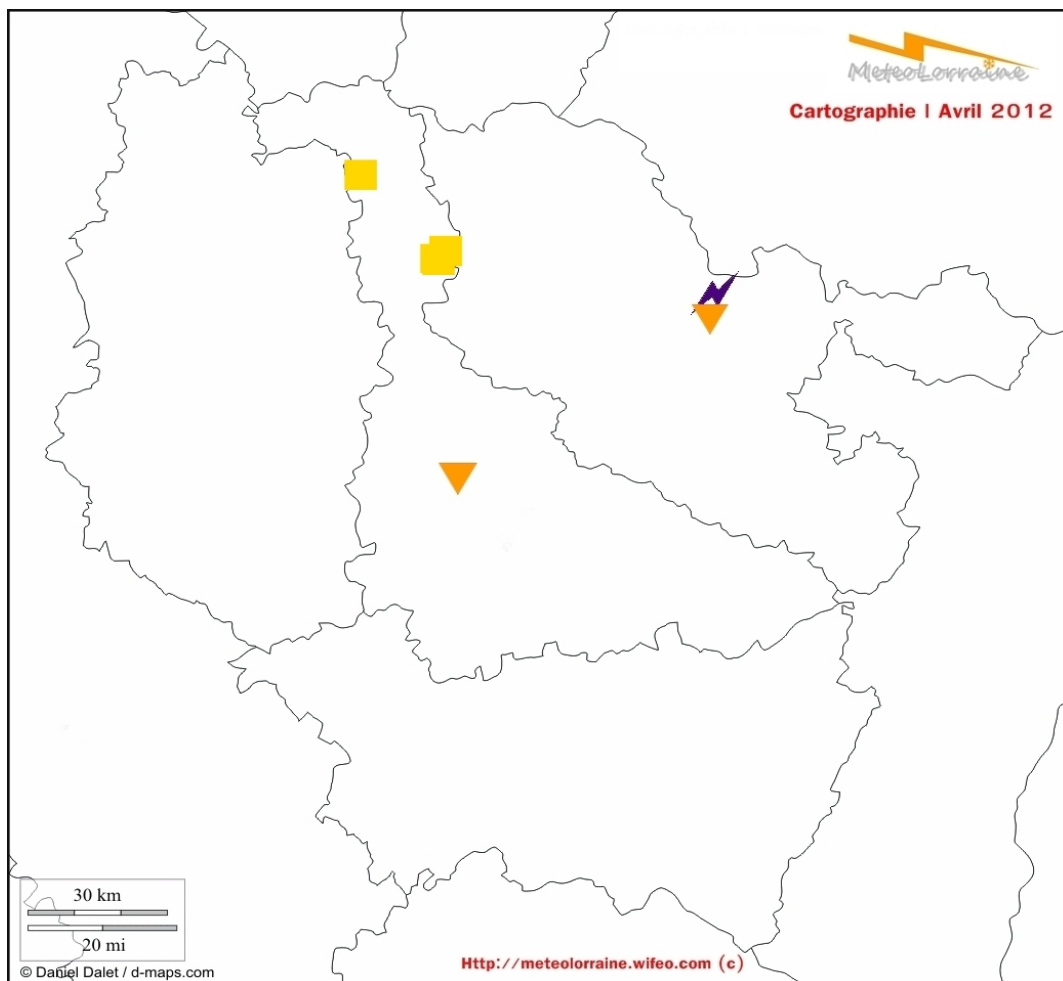 MeteoLorraine
Cartographie | Avril 2012
30 km
20 mi
© Daniel Dalet / d-maps.com
Http://meteolorraine.wifeo.com (c)